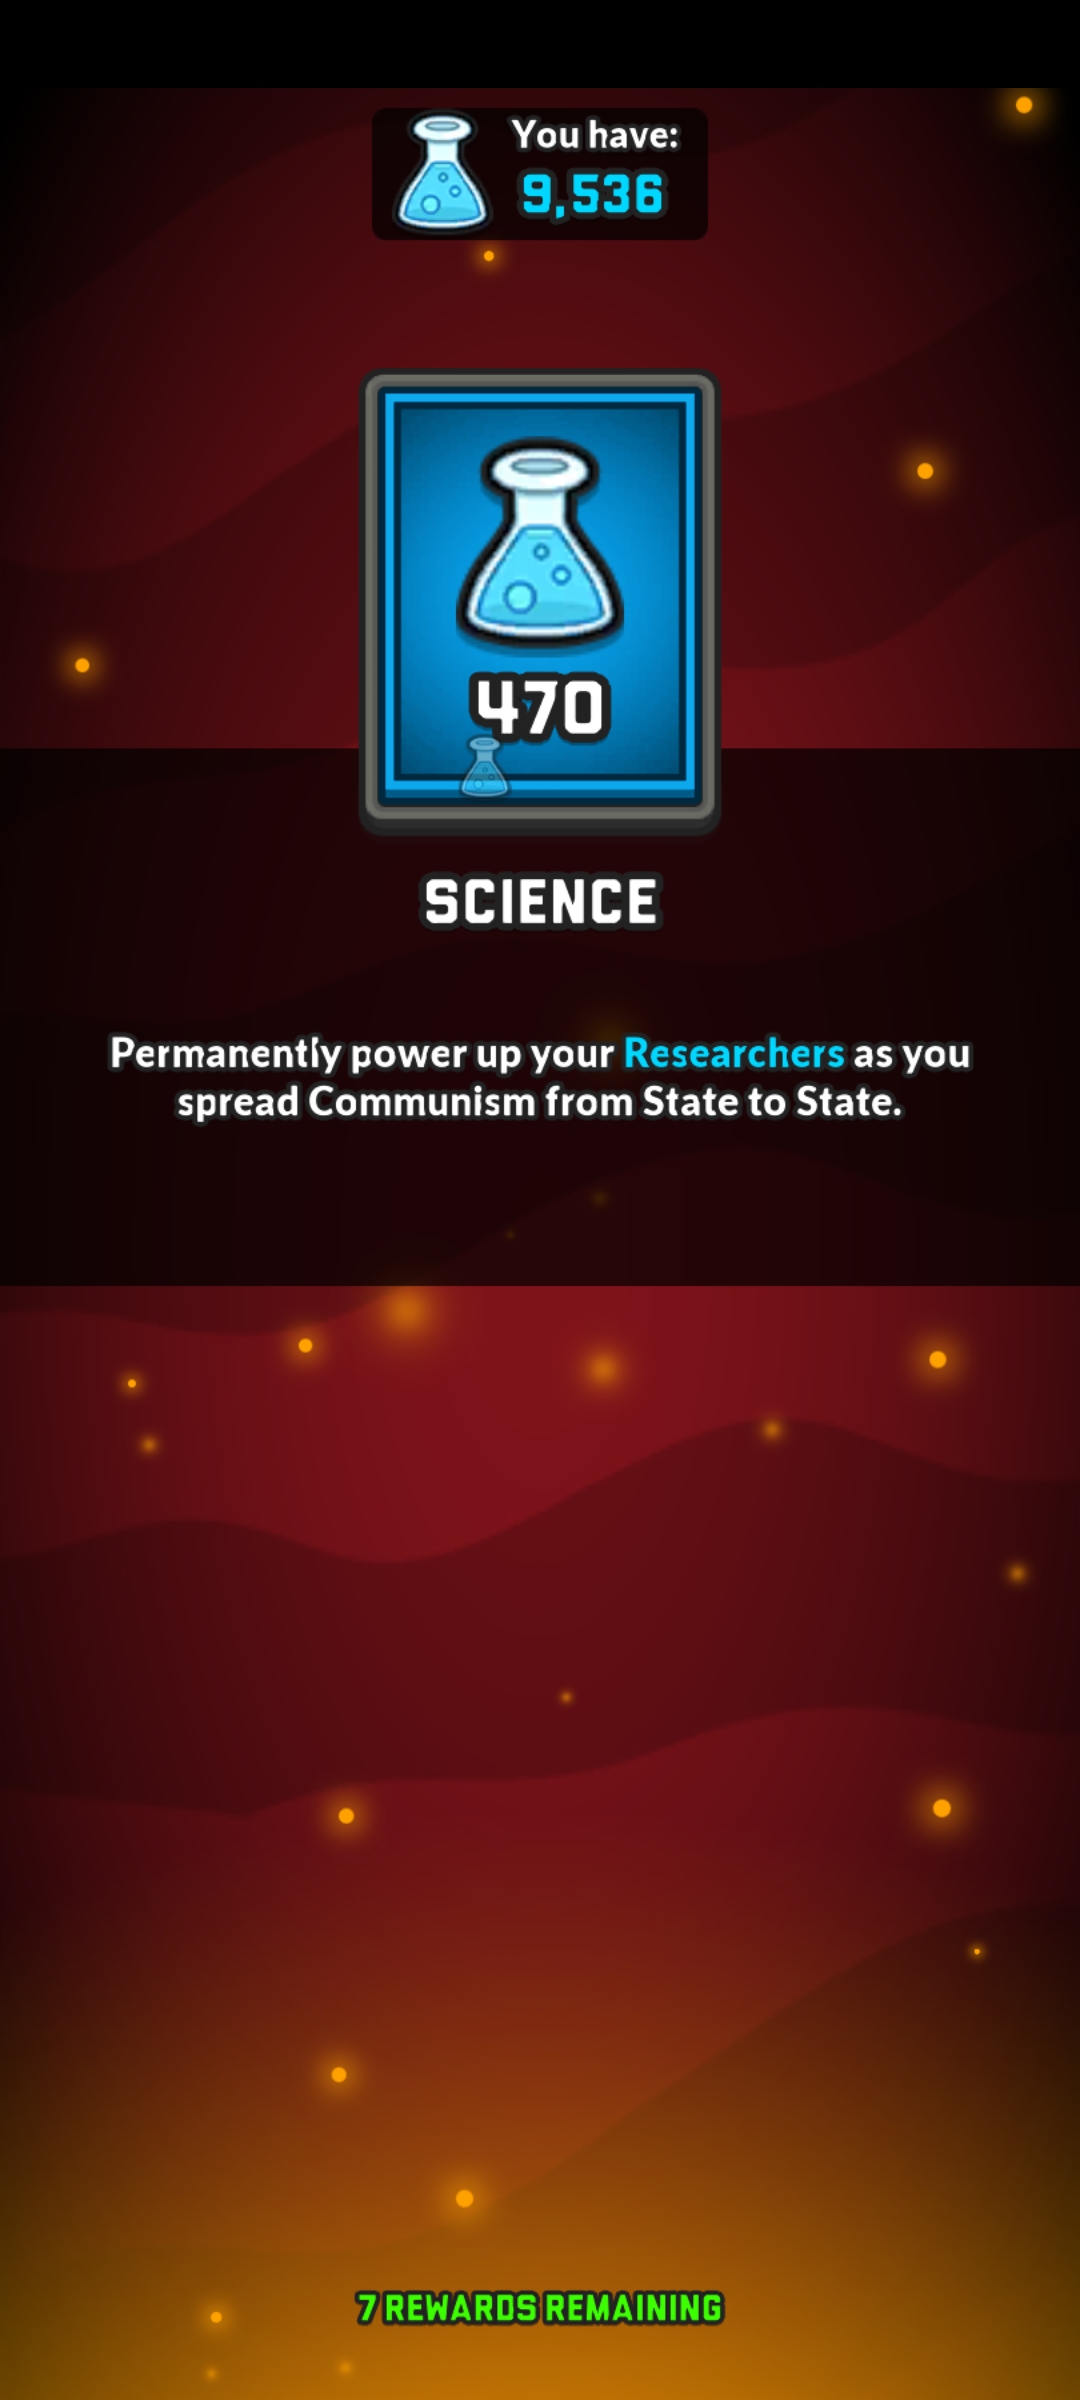 You have:
9,536
470
SCIENCE
Permanently power up your Researchers as you
spread Communism from State to State.
7 REWARDS REMAINING